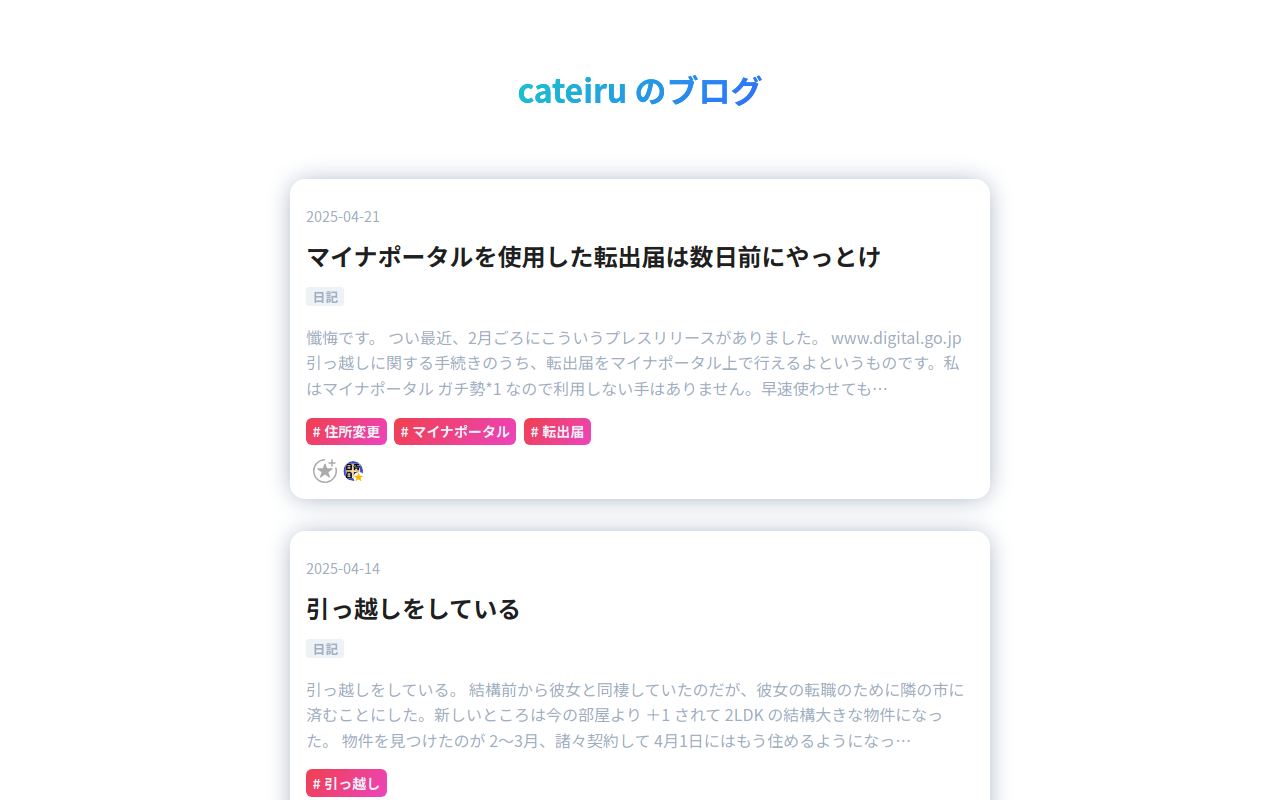 cateiru のブログ
2025-04-21
マイナポータルを使用した転出届は数日前にやっとけ
日記
懺悔です。 つい最近、2月ごろにこういうプレスリリースがありました。 www.digital.go.jp
引っ越しに関する手続きのうち、転出届をマイナポータル上で行えるよというものです。私
はマイナポータル ガチ勢*1 なので利用しない手はありません。早速使わせても…
# 住所変更 # マイナポータル # 転出届
2025-04-14
引っ越しをしている
日記
引っ越しをしている。 結構前から彼女と同棲していたのだが、彼女の転職のために隣の市に
済むことにした。新しいところは今の部屋より ＋1 されて 2LDK の結構大きな物件になっ
た。 物件を見つけたのが 2〜3月、諸々契約して 4月1日にはもう住めるようになっ…
# 引っ越し